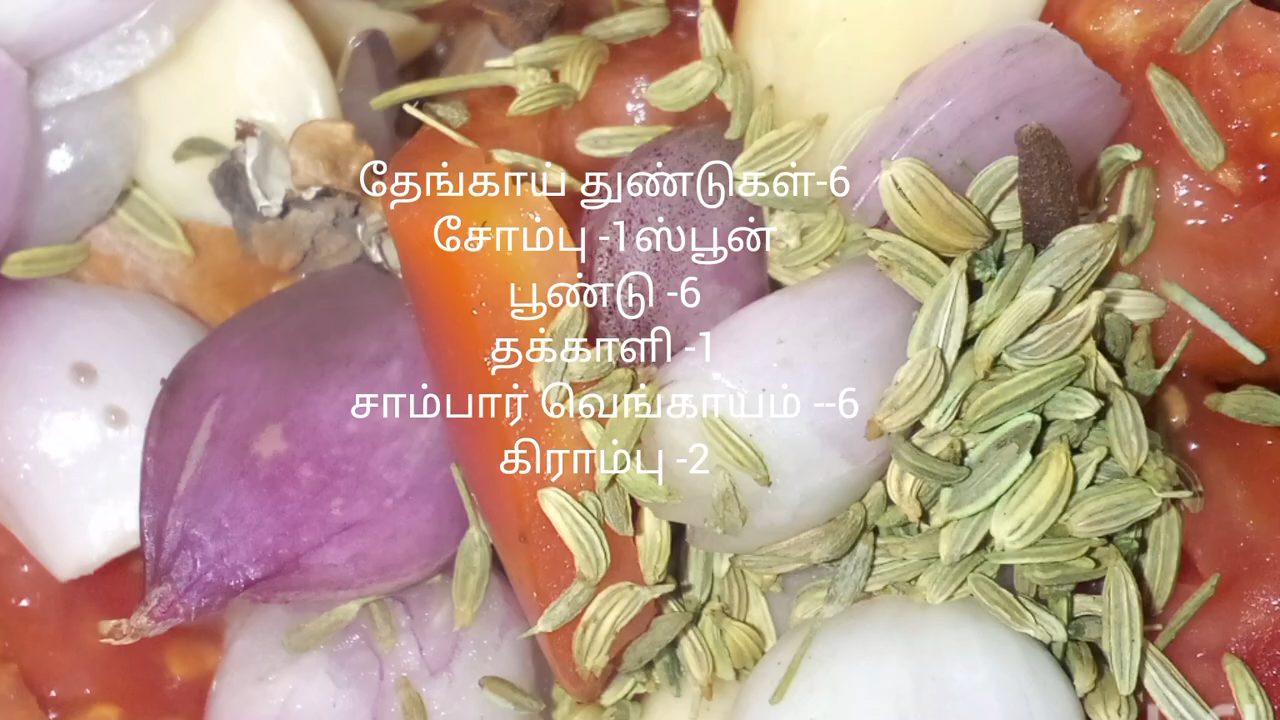 தேங்காய் துண்டுகள்-6
சோம்பு -1ஸ்பூன்
பூண்டு -6
தக்காளி -1
சாம்பார் வெங்காயம் --6
கிராம்பு -2